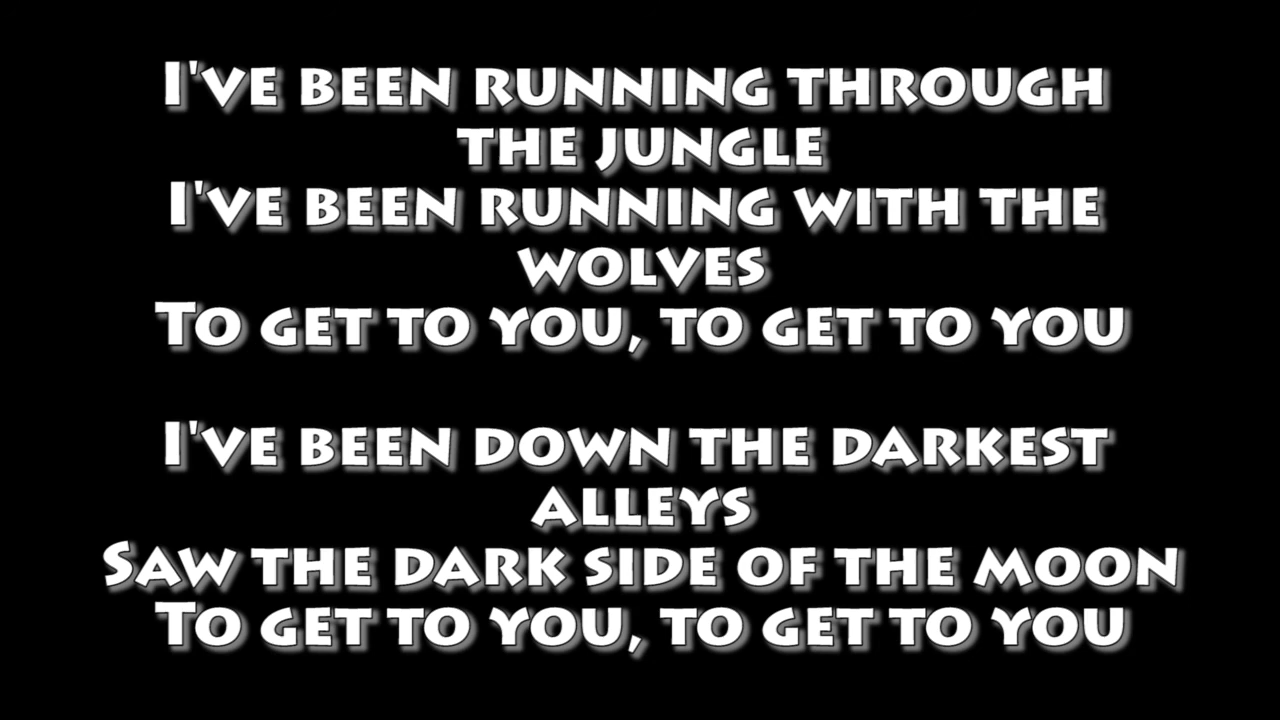 I've been running through
the jungle
I've been running with the
wolves
To get to you, to get to you
I've been down the darkest
alleys
Saw the dark side of the moon
To get to you, to get to you